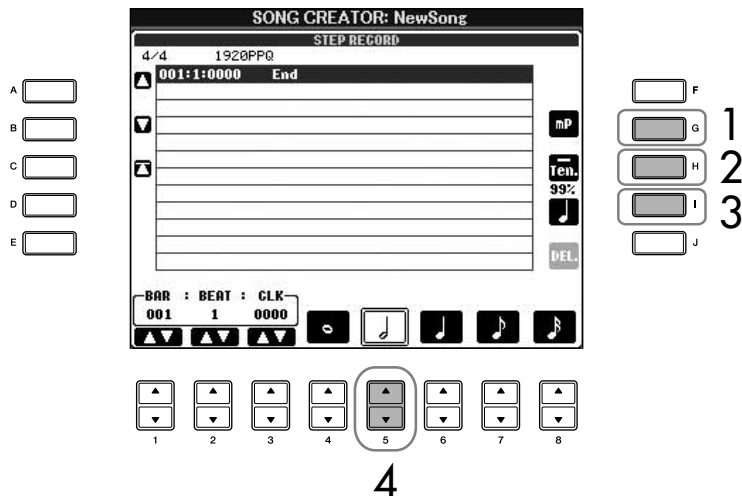 SONG CREATOR: NewSong
STEP RECORD
4/4 1920PPQ
001:1:0000 End
A
B
C
D
E
F
G 1
H 2
I 3
J
mP
Ten.
99%
DEL.
BAR : BEAT : CLK
001 1 0000
1 2 3 4 5 6 7 8
4